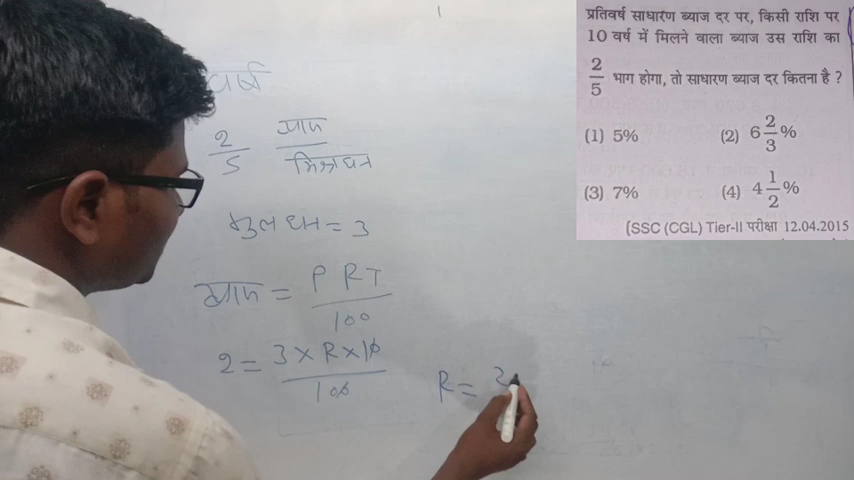 प्रतिवर्ष साधारण ब्याज दर पर, किसी राशि पर
10 वर्ष में मिलने वाला ब्याज उस राशि का
2/5 भाग होगा, तो साधारण ब्याज दर कितना है ?
(1) 5% (2) 6 2/3%
(3) 7% (4) 4 1/2%
(SSC (CGL) Tier-II परीक्षा 12.04.2015
वर्ष
2/5 ब्याज/मिश्रधन
मुलधन = 3
ब्याज = PRT/100
2 = 3 × R × 10/100
R = 2